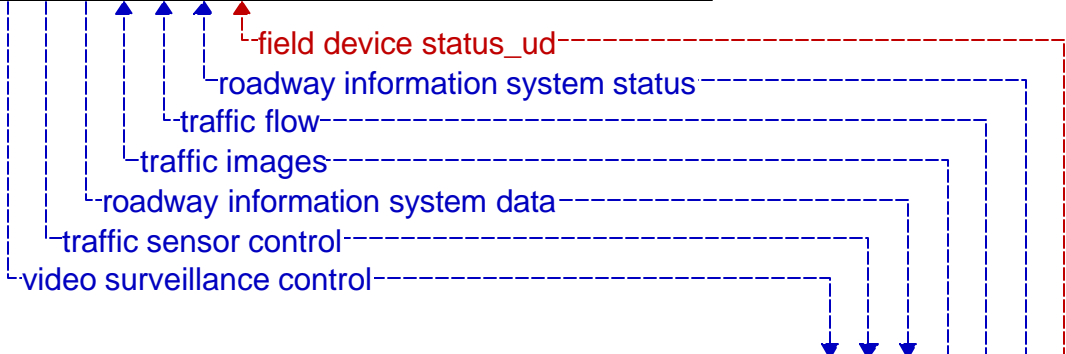 field device status_ud
roadway information system status
traffic flow
traffic images
roadway information system data
traffic sensor control
video surveillance control